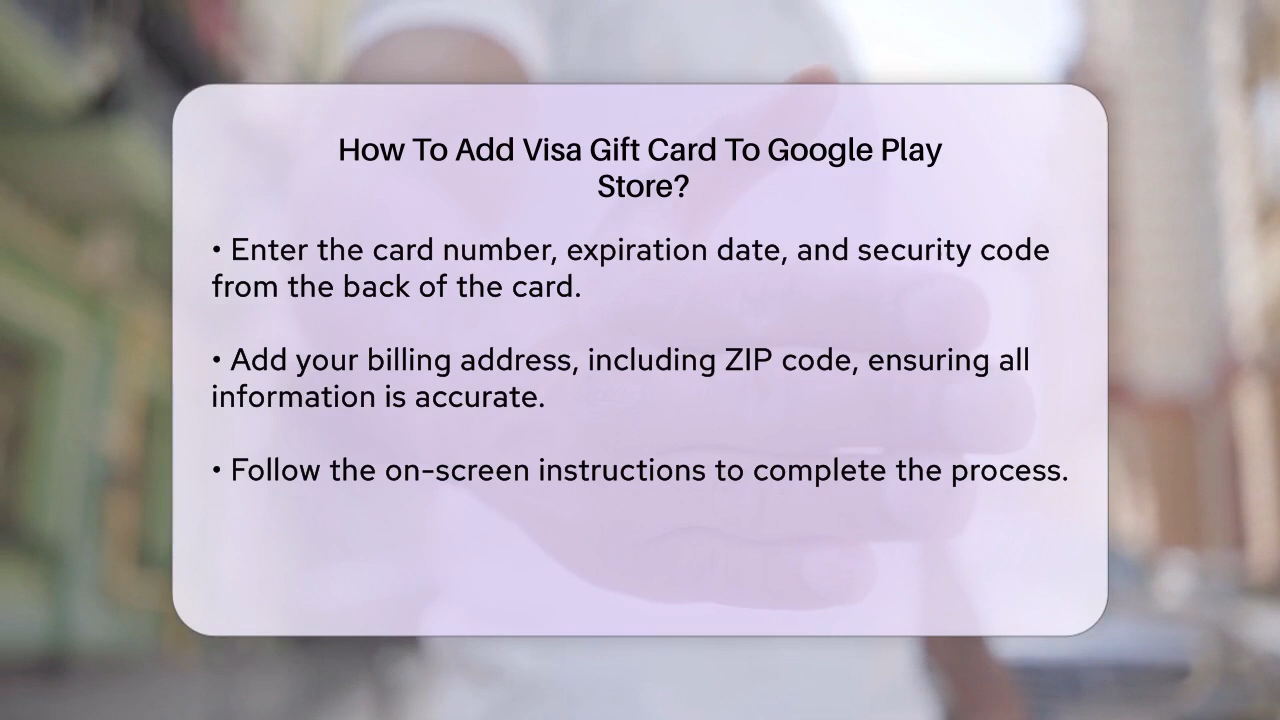 How To Add Visa Gift Card To Google Play
Store?
• Enter the card number, expiration date, and security code
from the back of the card.
• Add your billing address, including ZIP code, ensuring all
information is accurate.
• Follow the on-screen instructions to complete the process.